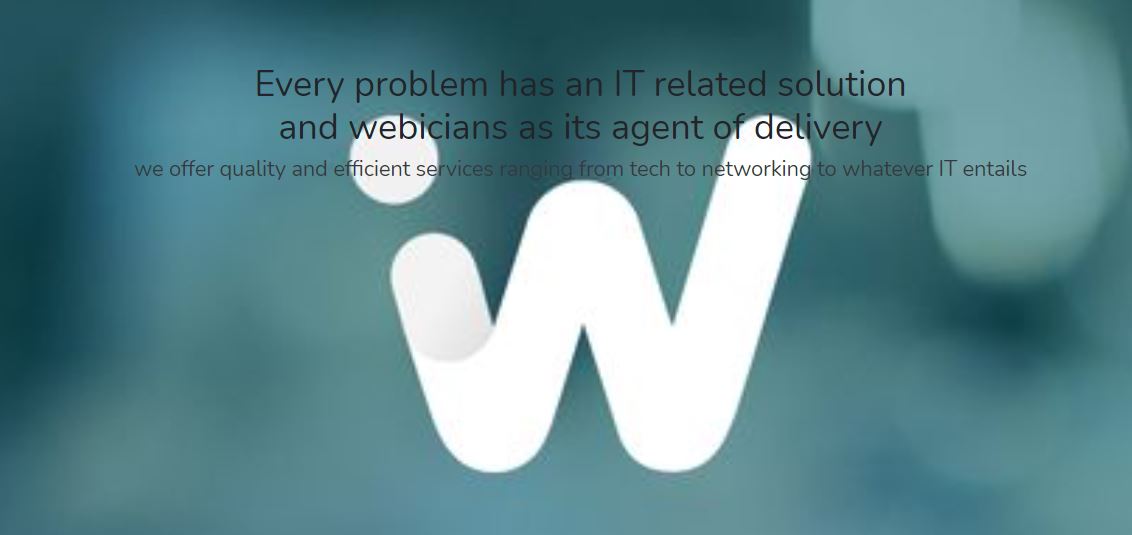 Every problem has an IT related solution
and webicians as its agent of delivery
we offer quality and efficient services ranging from tech to networking to whatever IT entails